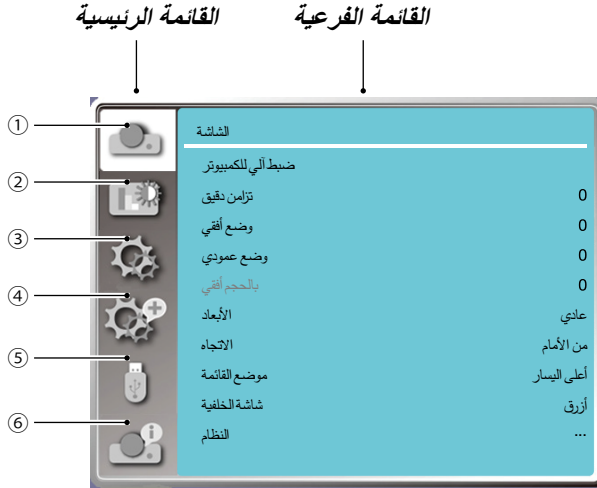 القائمة الرئيسية
القائمة الفرعية
①
②
③
④
⑤
⑥
الشاشة
ضبط آلي للكمبيوتر
تزامن دقيق 0
وضع أفقي 0
وضع عمودي 0
بالحجم أفقي 0
الأبعاد عادي
الاتجاه من الأمام
موضع القائمة أعلى اليسار
شاشة الخلفية أزرق
النظام ...